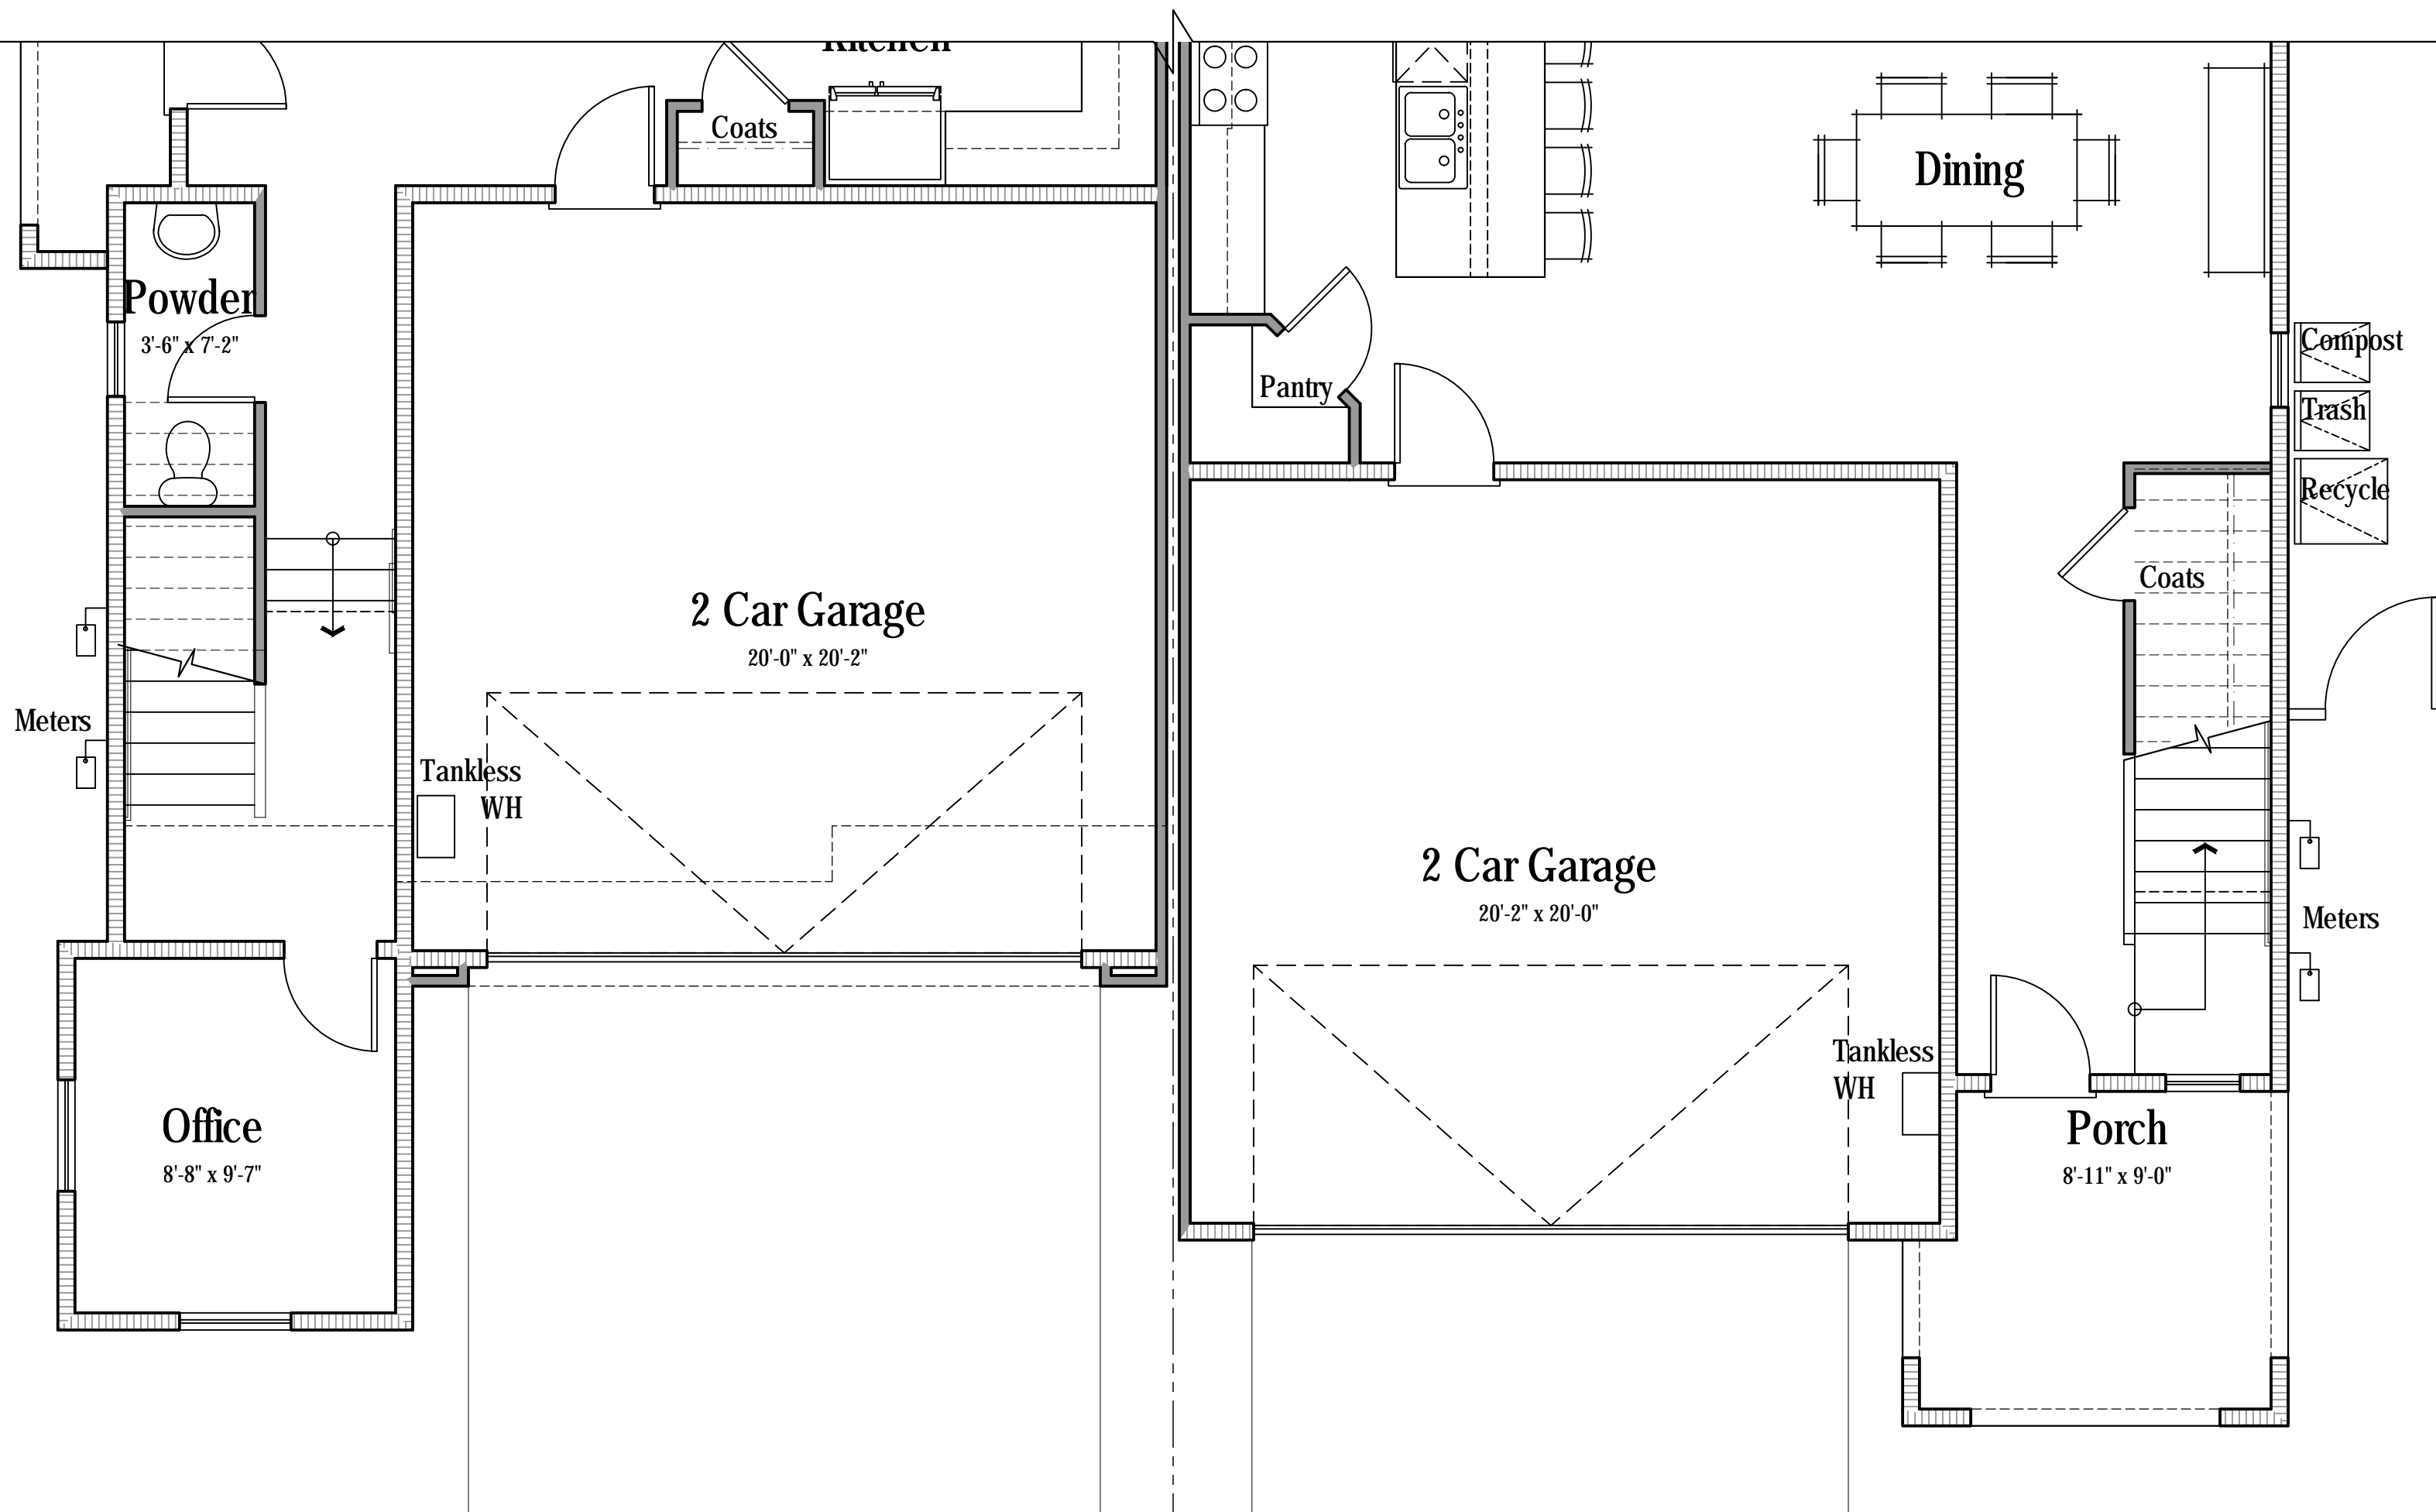 Kitchen
Coats
Dining
Powder
3'-6" x 7'-2"
Compost
Pantry
Trash
Recycle
Coats
2 Car Garage
20'-0" x 20'-2"
Meters
Tankless
WH
2 Car Garage
20'-2" x 20'-0"
Meters
Tankless
WH
Office
8'-8" x 9'-7"
Porch
8'-11" x 9'-0"